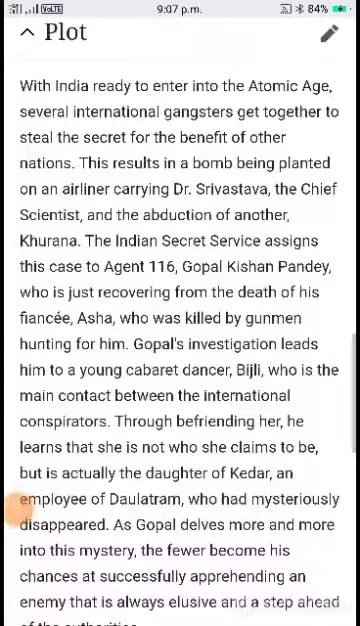 VoLTE 9:07 p.m. 84%
Plot
With India ready to enter into the Atomic Age,
several international gangsters get together to
steal the secret for the benefit of other
nations. This results in a bomb being planted
on an airliner carrying Dr. Srivastava, the Chief
Scientist, and the abduction of another,
Khurana. The Indian Secret Service assigns
this case to Agent 116, Gopal Kishan Pandey,
who is just recovering from the death of his
fiancée, Asha, who was killed by gunmen
hunting for him. Gopal's investigation leads
him to a young cabaret dancer, Bijli, who is the
main contact between the international
conspirators. Through befriending her, he
learns that she is not who she claims to be,
but is actually the daughter of Kedar, an
employee of Daulatram, who had mysteriously
disappeared. As Gopal delves more and more
into this mystery, the fewer become his
chances at successfully apprehending an
enemy that is always elusive and a step ahead
of the authorities.